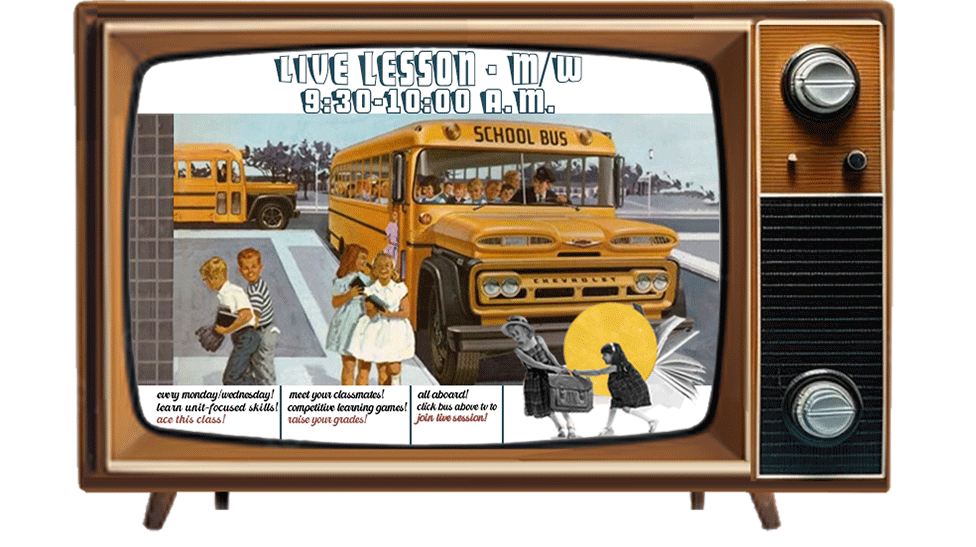 LIVE LESSON · M/W
9:30-10:00 A.M.
SCHOOL BUS
CHEVROLET
every monday/wednesday!
learn unit-focused skills!
ace this class!
meet your classmates!
competitive learning games!
raise your grades!
all aboard!
click bus above tv to
join live session!